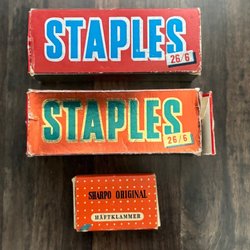 STAPLES
26/6
STAPLES
26/6
SHARPO ORIGINAL
HÄFTKLAMMER